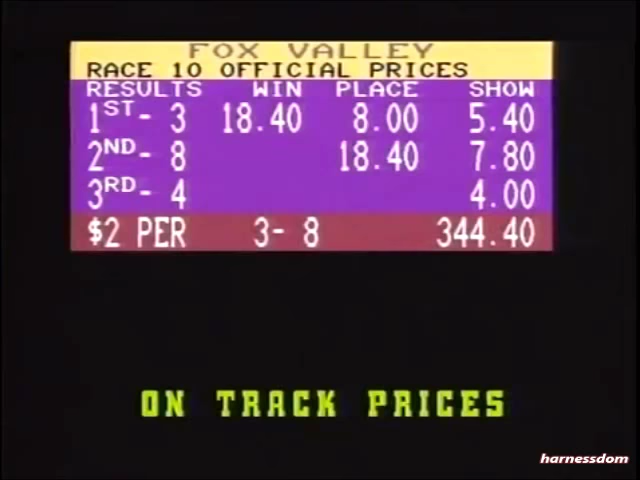 FOX VALLEY
RACE 10 OFFICIAL PRICES
RESULTS WIN PLACE SHOW
1ST- 3 18.40 8.00 5.40
2ND- 8 18.40 7.80
3RD- 4 4.00
$2 PER 3- 8 344.40
ON TRACK PRICES
harnessdom